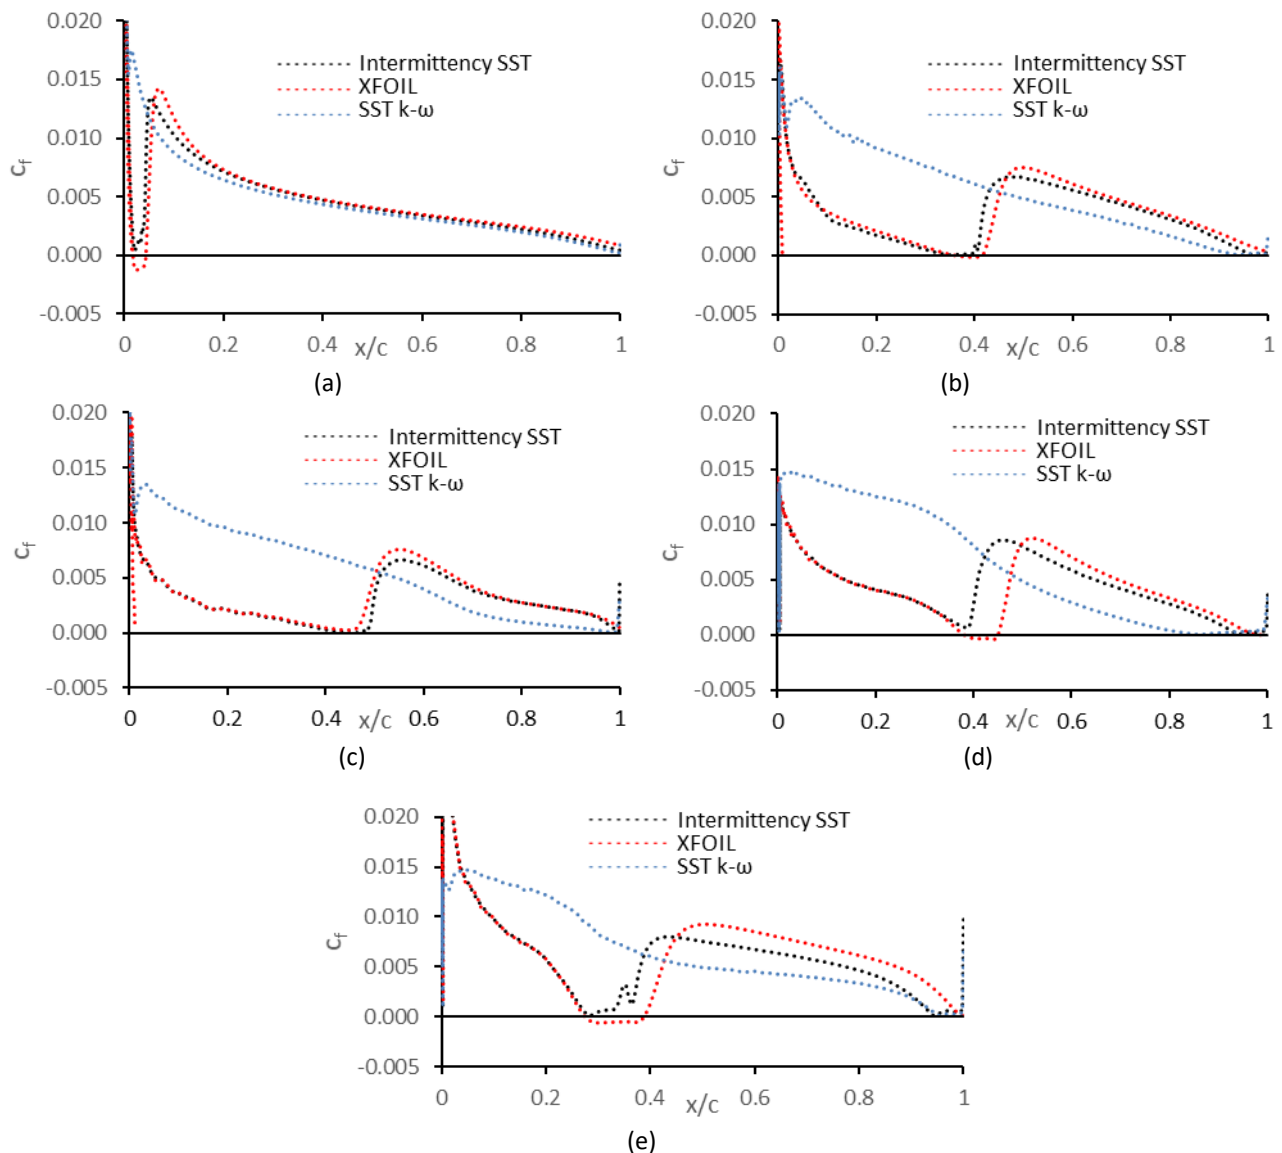 0.020
0.015
0.010
0.005
0.000
-0.005
cf
Intermittency SST
XFOIL
SST k-ω
0 0.2 0.4 0.6 0.8 1
x/c
(a)
0.020
0.015
0.010
0.005
0.000
-0.005
cf
Intermittency SST
XFOIL
SST k-ω
0 0.2 0.4 0.6 0.8 1
x/c
(b)
0.020
0.015
0.010
0.005
0.000
-0.005
cf
Intermittency SST
XFOIL
SST k-ω
0 0.2 0.4 0.6 0.8 1
x/c
(c)
0.020
0.015
0.010
0.005
0.000
-0.005
cf
Intermittency SST
XFOIL
SST k-ω
0 0.2 0.4 0.6 0.8 1
x/c
(d)
0.020
0.015
0.010
0.005
0.000
-0.005
cf
Intermittency SST
XFOIL
SST k-ω
0 0.2 0.4 0.6 0.8 1
x/c
(e)